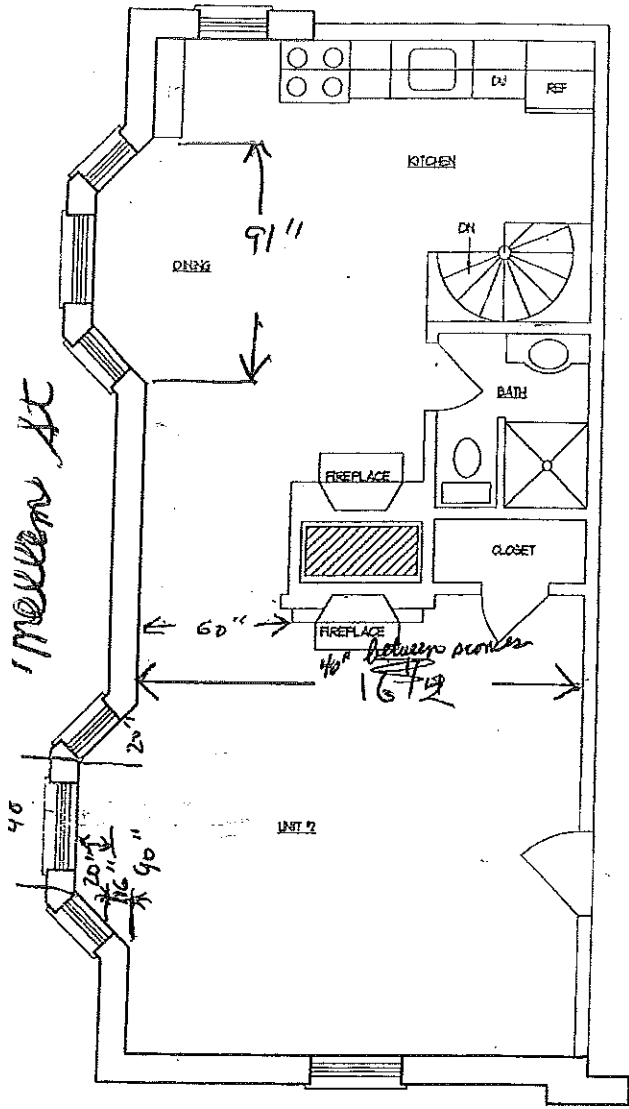 DW
REF
KITCHEN
91"
DN
DINING
BATH
FIREPLACE
CLOSET
60"
FIREPLACE
40" between sconces
20"
40
UNIT #2
20"
16"
90"